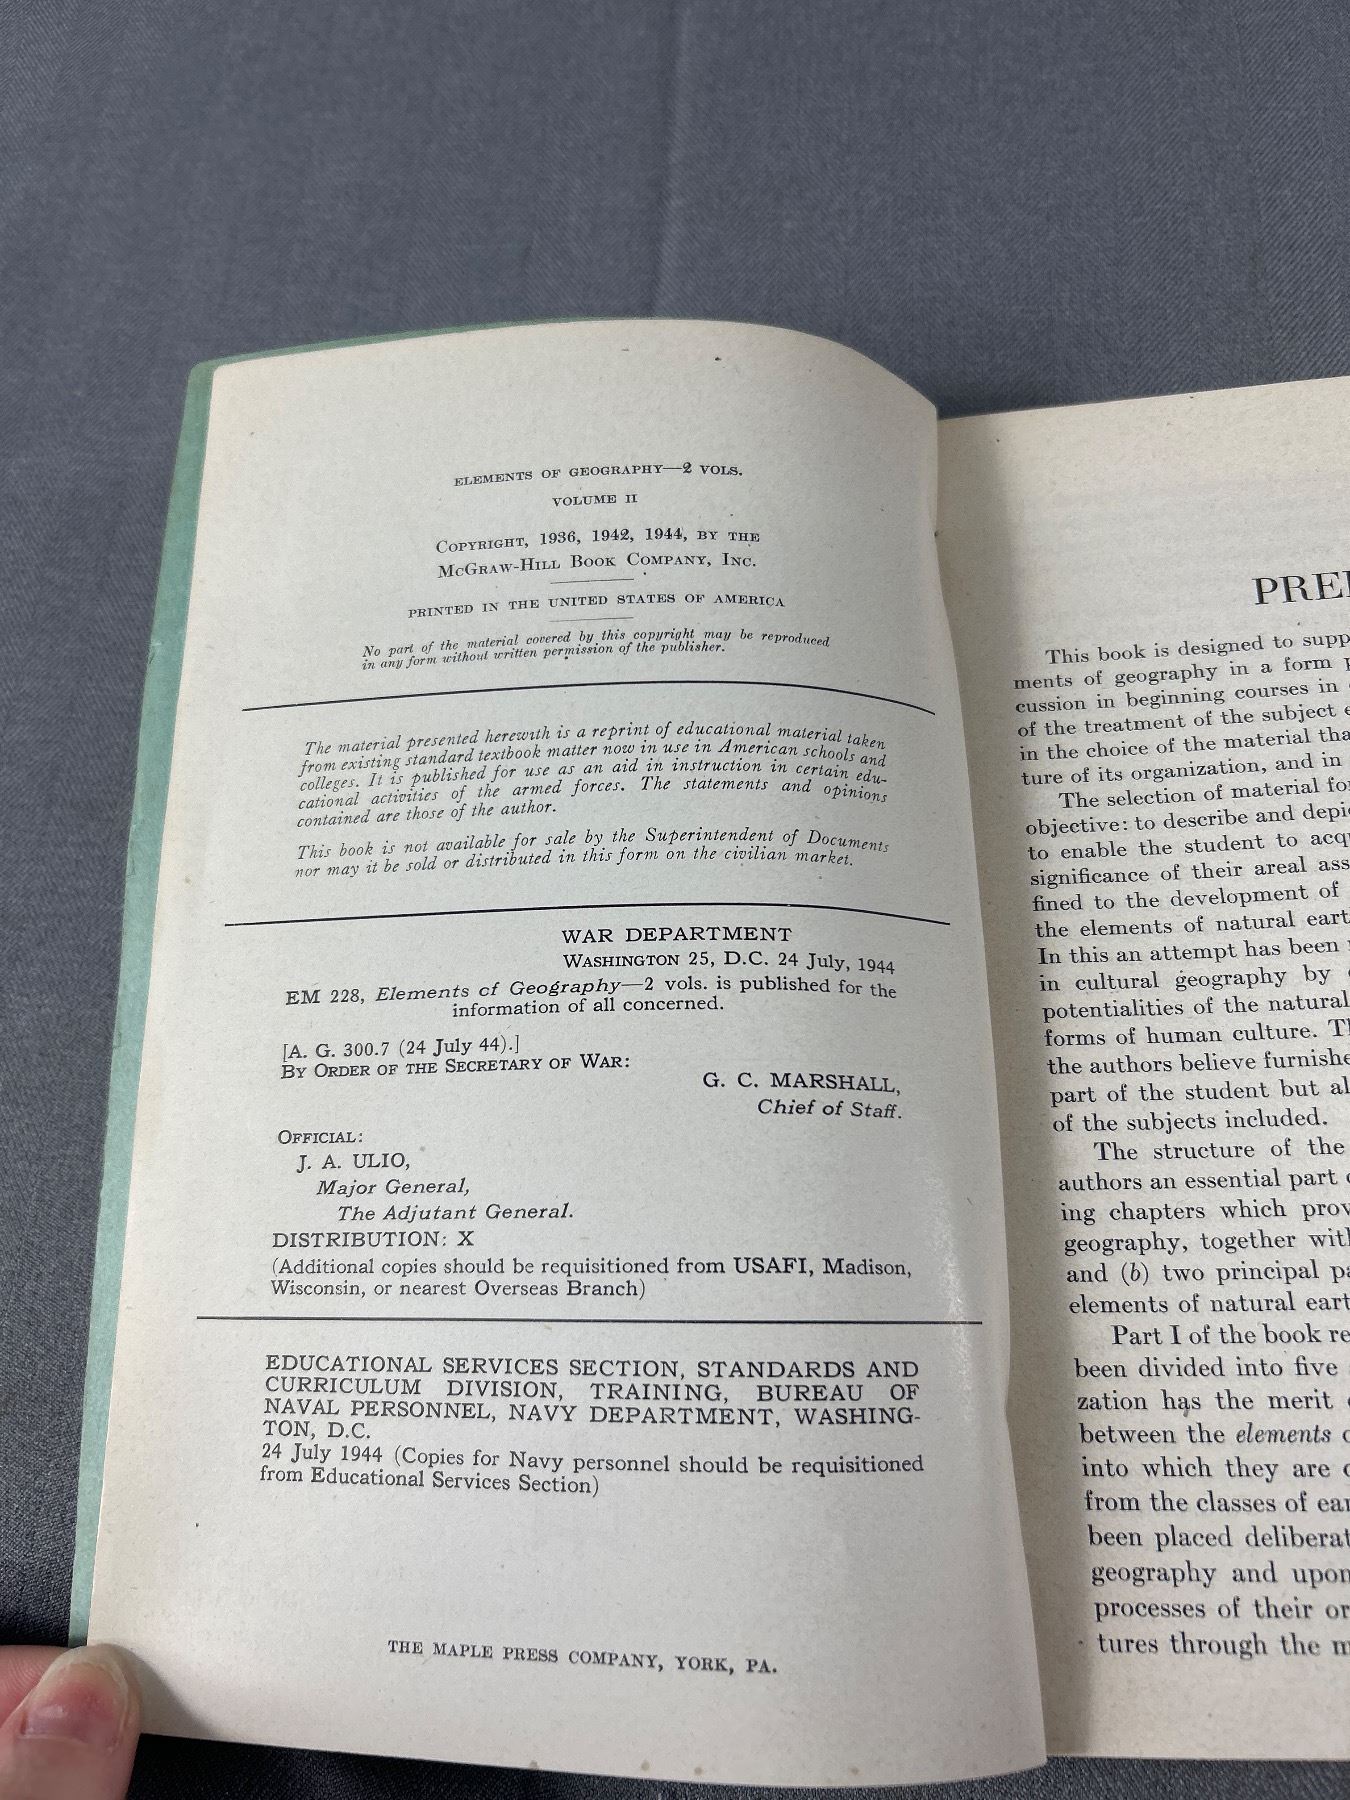 ELEMENTS OF GEOGRAPHY—2 VOLS.
VOLUME II
COPYRIGHT, 1936, 1942, 1944, BY THE
MCGRAW-HILL BOOK COMPANY, INC.
PRINTED IN THE UNITED STATES OF AMERICA
No part of the material covered by this copyright may be reproduced
in any form without written permission of the publisher.
The material presented herewith is a reprint of educational material taken
from existing standard textbook matter now in use in American schools and
colleges. It is published for use as an aid in instruction in certain edu-
cational activities of the armed forces. The statements and opinions
contained are those of the author.
This book is not available for sale by the Superintendent of Documents
nor may it be sold or distributed in this form on the civilian market.
WAR DEPARTMENT
WASHINGTON 25, D.C. 24 July, 1944
EM 228, Elements of Geography—2 vols. is published for the
information of all concerned.
[A. G. 300.7 (24 July 44).]
BY ORDER OF THE SECRETARY OF WAR:
G. C. MARSHALL,
Chief of Staff.
OFFICIAL:
J. A. ULIO,
Major General,
The Adjutant General.
DISTRIBUTION: X
(Additional copies should be requisitioned from USAFI, Madison,
Wisconsin, or nearest Overseas Branch)
EDUCATIONAL SERVICES SECTION, STANDARDS AND
CURRICULUM DIVISION, TRAINING, BUREAU OF
NAVAL PERSONNEL, NAVY DEPARTMENT, WASHING-
TON, D.C.
24 July 1944 (Copies for Navy personnel should be requisitioned
from Educational Services Section)
THE MAPLE PRESS COMPANY, YORK, PA.
This book is designed to
ments of geography in a form
cussion in beginning courses in
of the treatment of the subject
in the choice of the material
ture of its organization, and in
The selection of material
objective: to describe and
to enable the student to
significance of their areal
fined to the development of
the elements of natural
In this an attempt has been
in cultural geography by
potentialities of the natural
forms of human culture.
the authors believe
part of the student but
of the subjects included.
The structure of the
authors an essential part
ing chapters which
geography, together
and (b) two principal
elements of natural
Part I of the book
been divided into five
zation has the merit
between the elements
into which they are
from the classes of
been placed
geography and upon
processes of their
tures through the